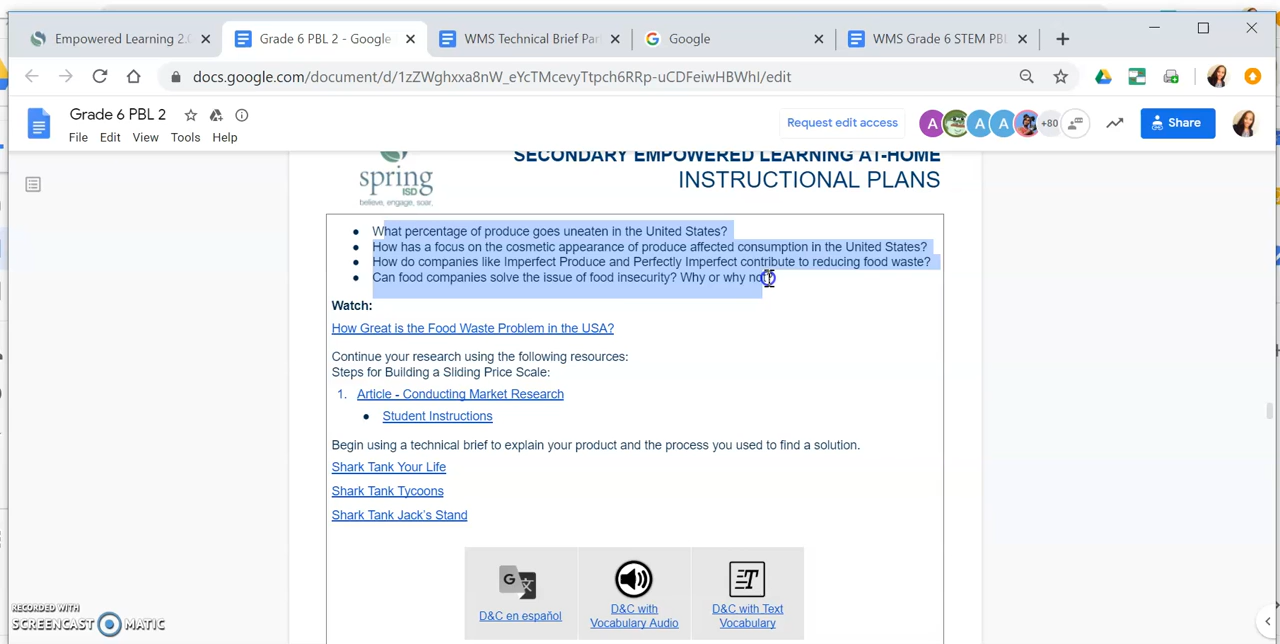 Empowered Learning 2.0
Grade 6 PBL 2 - Google
WMS Technical Brief Par
Google
WMS Grade 6 STEM PBL
docs.google.com/document/d/1zZWghxxa8nW_eYcTMcevyTtpch6RRp-uCDFeiwHBWhI/edit
Grade 6 PBL 2
File Edit View Tools Help
Request edit access
A A A +80
Share
SECONDARY EMPOWERED LEARNING AT-HOME
INSTRUCTIONAL PLANS
spring
ISD
believe, engage, soar.
• What percentage of produce goes uneaten in the United States?
• How has a focus on the cosmetic appearance of produce affected consumption in the United States?
• How do companies like Imperfect Produce and Perfectly Imperfect contribute to reducing food waste?
• Can food companies solve the issue of food insecurity? Why or why not?
Watch:
How Great is the Food Waste Problem in the USA?
Continue your research using the following resources:
Steps for Building a Sliding Price Scale:
1. Article - Conducting Market Research
• Student Instructions
Begin using a technical brief to explain your product and the process you used to find a solution.
Shark Tank Your Life
Shark Tank Tycoons
Shark Tank Jack's Stand
G
T
D&C en español
D&C with
Vocabulary Audio
D&C with Text
Vocabulary
RECORDED WITH
SCREENCAST MATIC